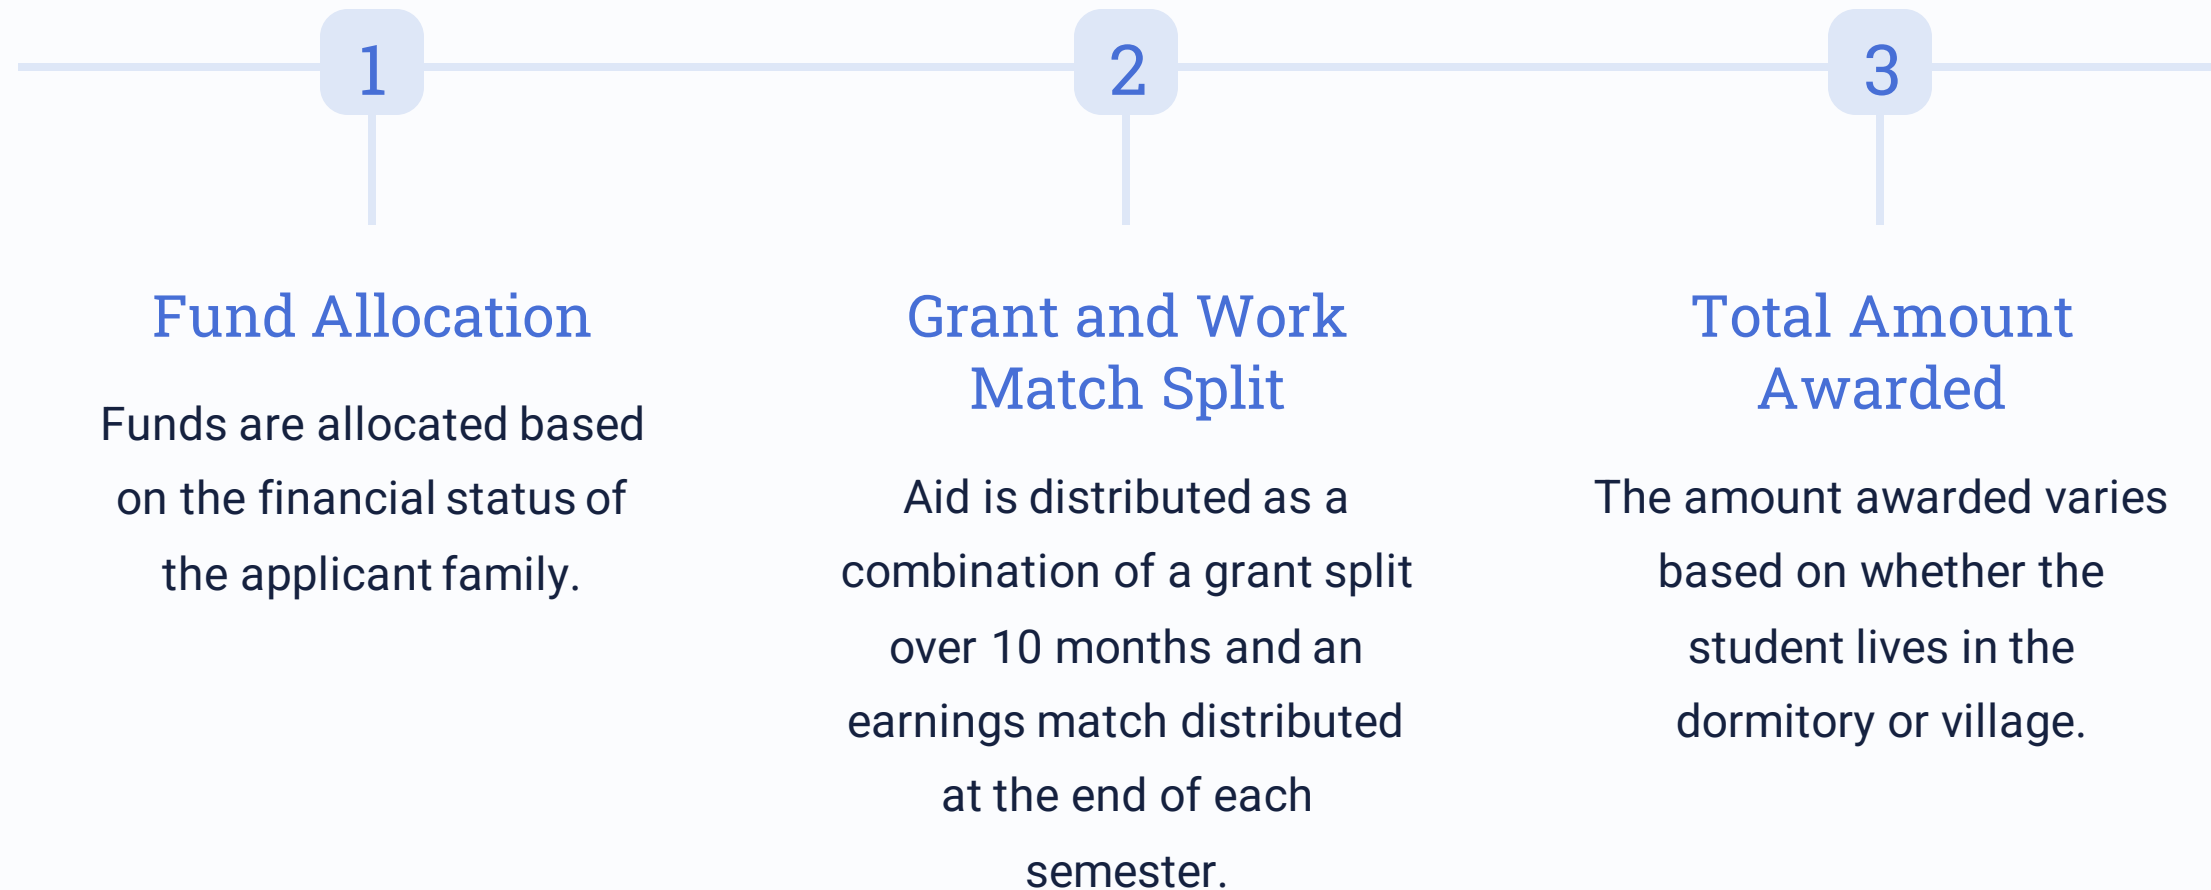 1
Fund Allocation
Funds are allocated based
on the financial status of
the applicant family.
2
Grant and Work
Match Split
Aid is distributed as a
combination of a grant split
over 10 months and an
earnings match distributed
at the end of each
semester.
3
Total Amount
Awarded
The amount awarded varies
based on whether the
student lives in the
dormitory or village.